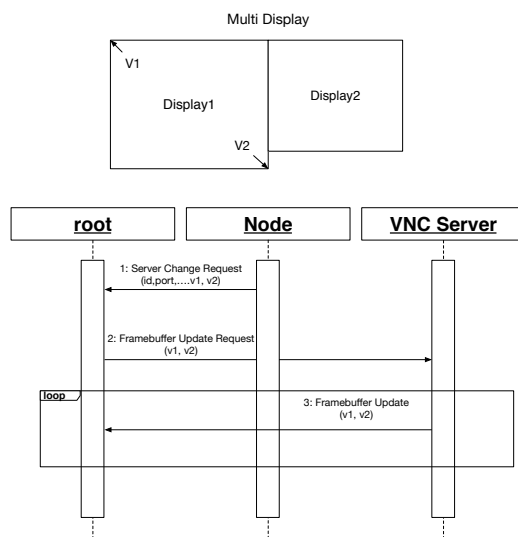 Multi Display
V1
Display1
Display2
V2
root
Node
VNC Server
1: Server Change Request
(id,port,....v1, v2)
2: Framebuffer Update Request
(v1, v2)
loop
3: Framebuffer Update
(v1, v2)